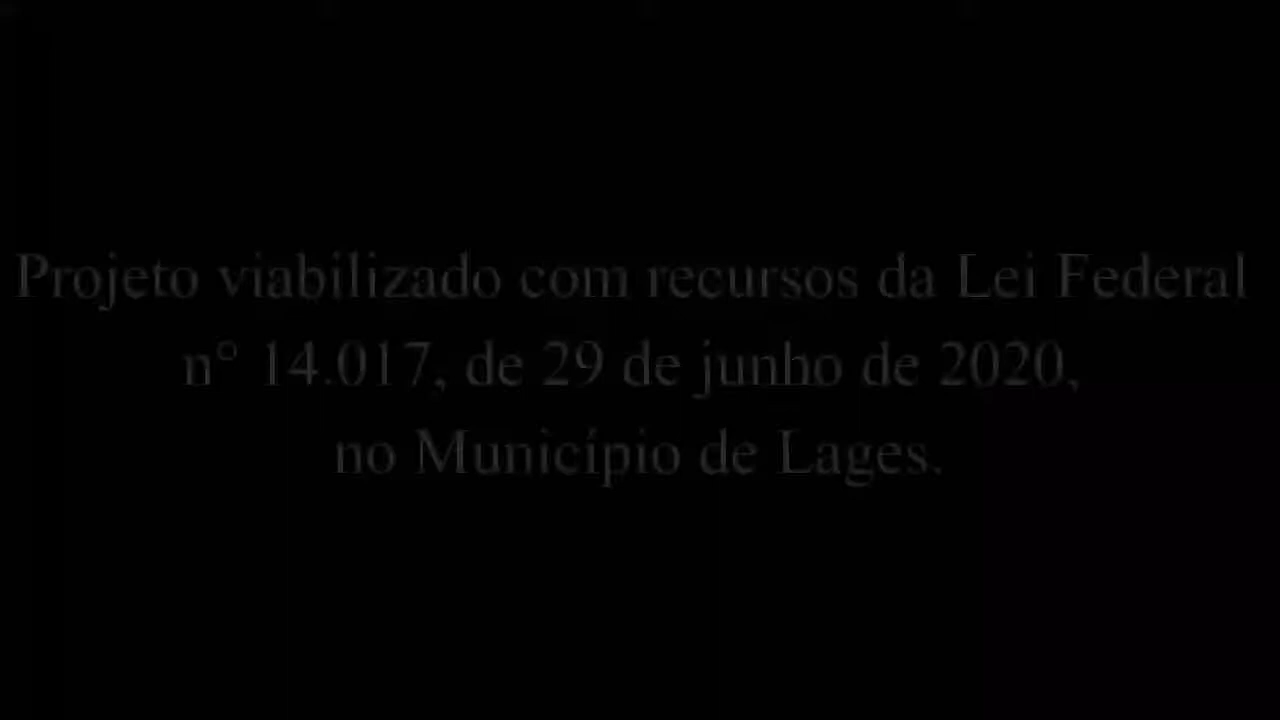 Projeto viabilizado com recursos da Lei Federal
n° 14.017, de 29 de junho de 2020,
no Município de Lages.